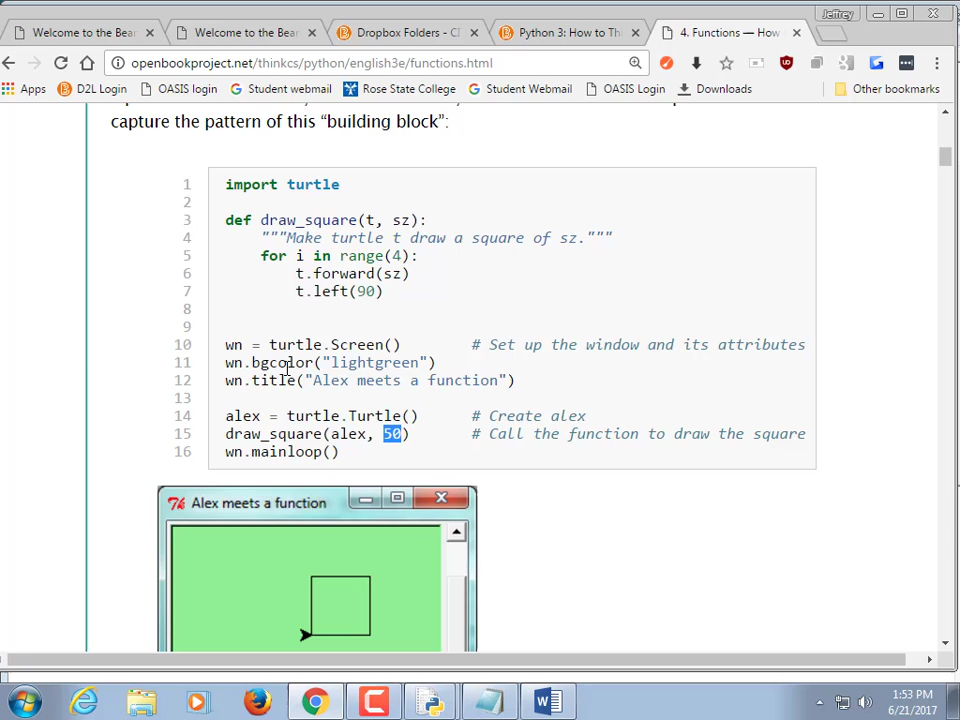 Jeffrey
Welcome to the Bear
Welcome to the Bear
Dropbox Folders - C
Python 3: How to Th
4. Functions — How
openbookproject.net/thinkcs/python/english3e/functions.html
Apps
D2L Login
OASIS login
Student webmail
Rose State College
Student Webmail
OASIS Login
Downloads
Other bookmarks
capture the pattern of this “building block”:
1 import turtle
2
3 def draw_square(t, sz):
4 """Make turtle t draw a square of sz."""
5 for i in range(4):
6 t.forward(sz)
7 t.left(90)
8
9
10 wn = turtle.Screen() # Set up the window and its attributes
11 wn.bgcolor("lightgreen")
12 wn.title("Alex meets a function")
13
14 alex = turtle.Turtle() # Create alex
15 draw_square(alex, 50) # Call the function to draw the square
16 wn.mainloop()
Alex meets a function
1:53 PM
6/21/2017